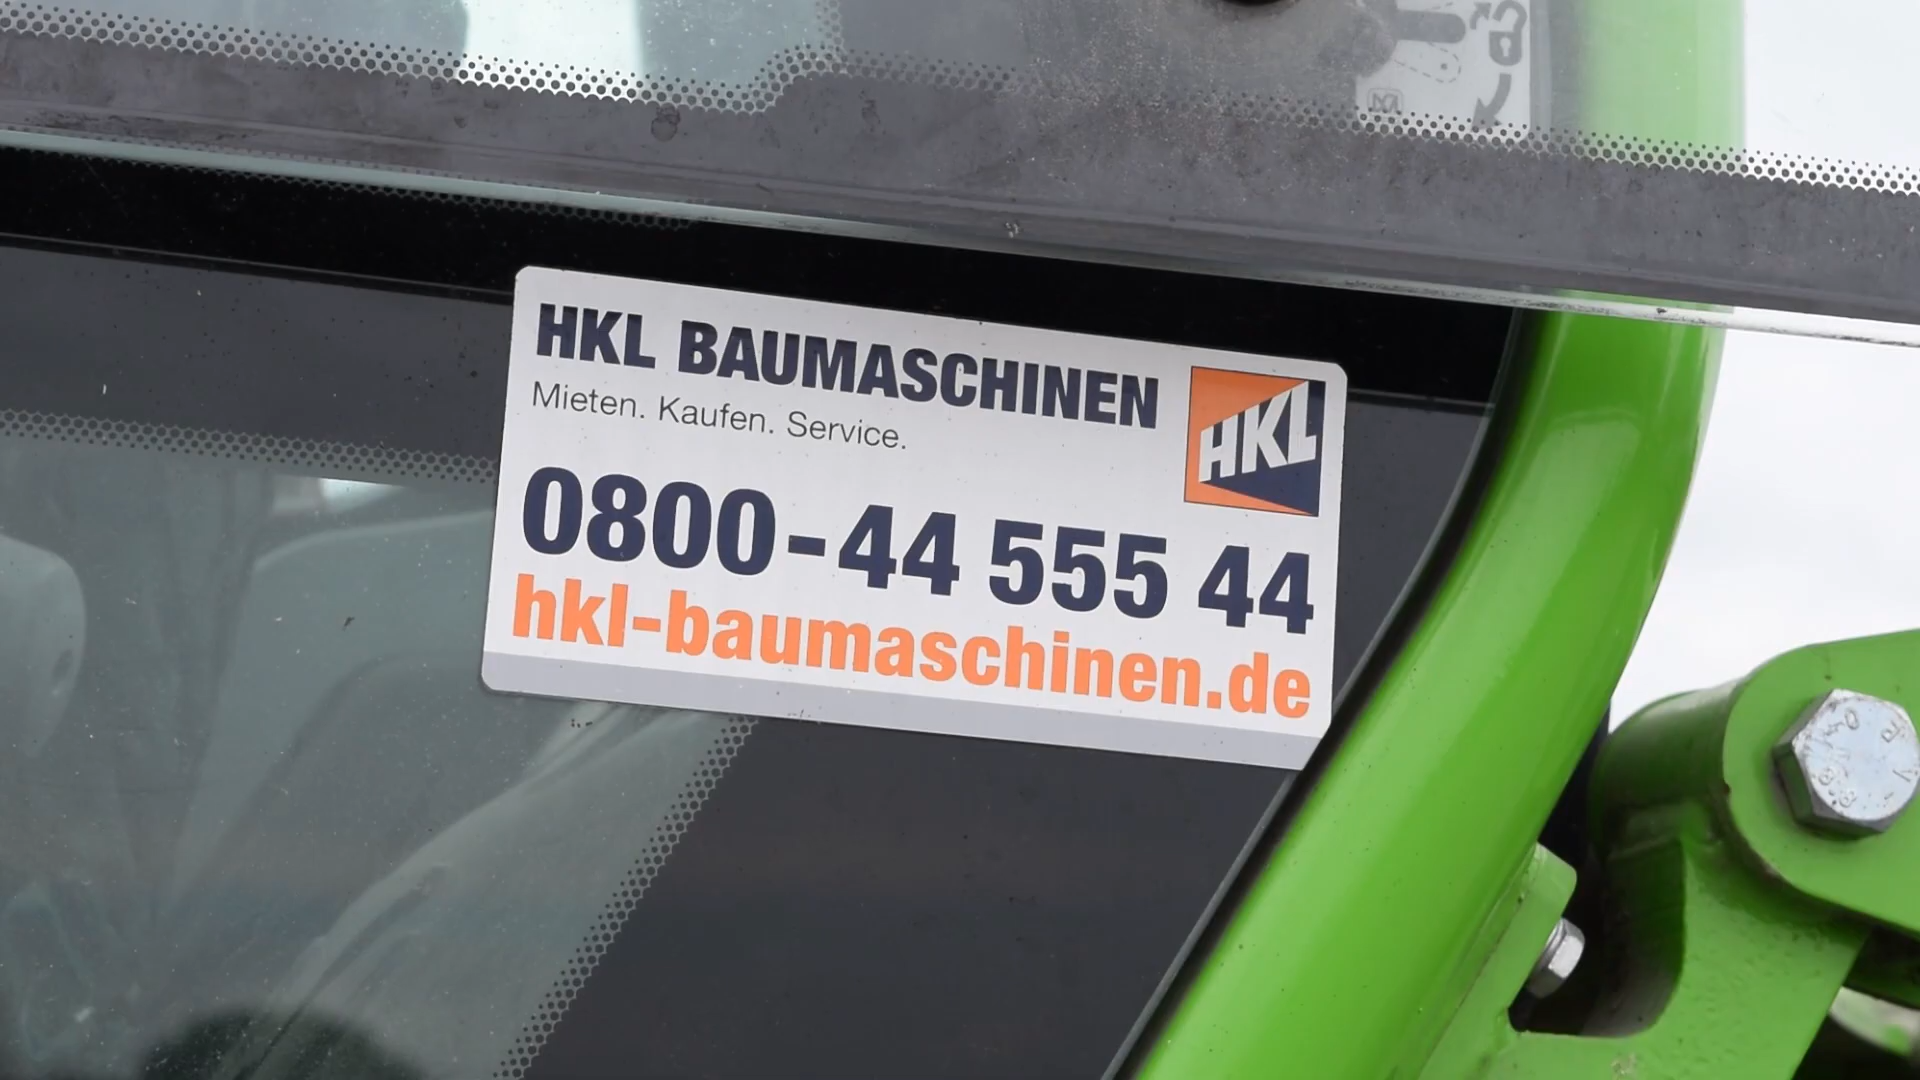 HKL BAUMASCHINEN
Mieten. Kaufen. Service.
HKL
0800-44 555 44
hkl-baumaschinen.de